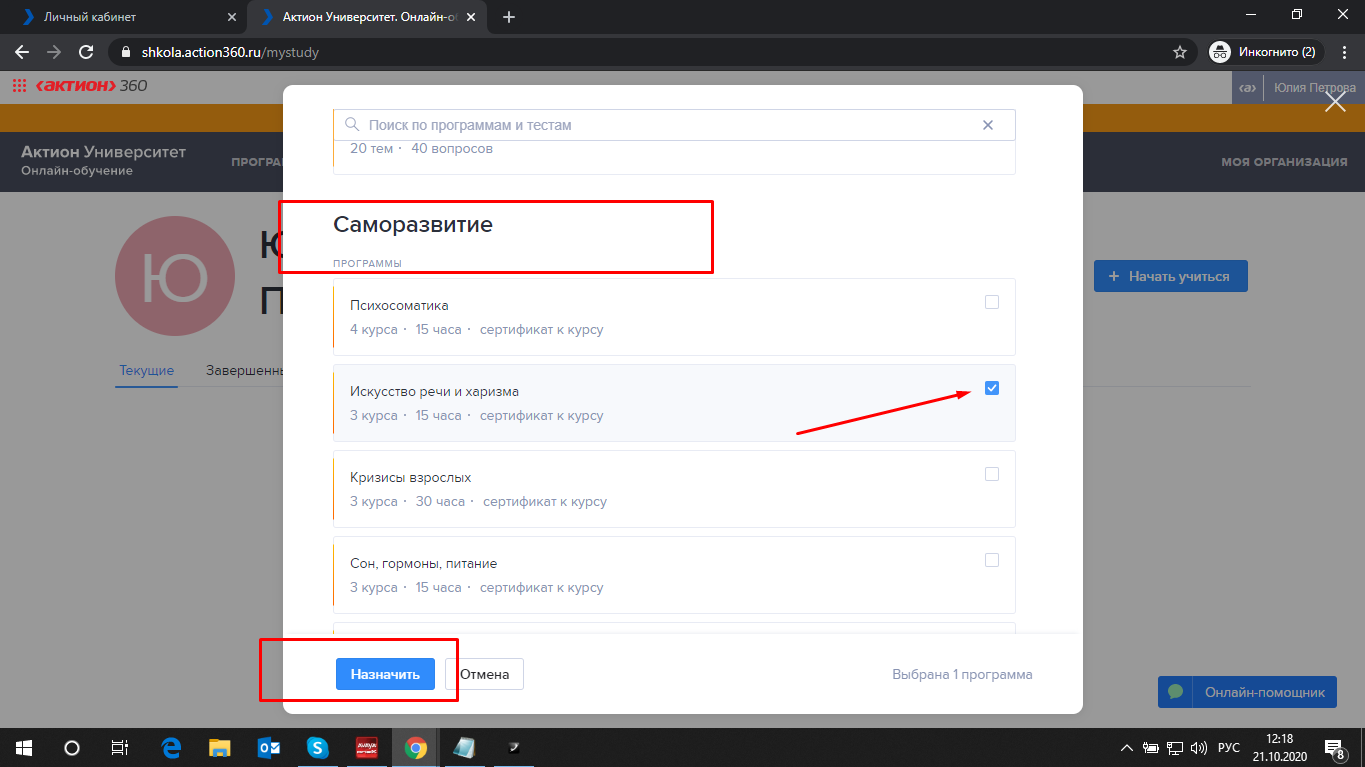 Личный кабинет
Актион Университет. Онлайн-об
shkola.action360.ru/mystudy
Инкогнито (2)
‹актион› 360
‹а› Юлия Петрова
Актион Университет
Онлайн-обучение
МОЯ ОРГАНИЗАЦИЯ
Поиск по программам и тестам
20 тем · 40 вопросов
Саморазвитие
ПРОГРАММЫ
Ю
Начать учиться
Текущие
Психосоматика
4 курса · 15 часа · сертификат к курсу
Искусство речи и харизма
3 курса · 15 часа · сертификат к курсу
Кризисы взрослых
3 курса · 30 часа · сертификат к курсу
Сон, гормоны, питание
3 курса · 15 часа · сертификат к курсу
Назначить
Отмена
Выбрана 1 программа
Онлайн-помощник
РУС
12:18
21.10.2020
8